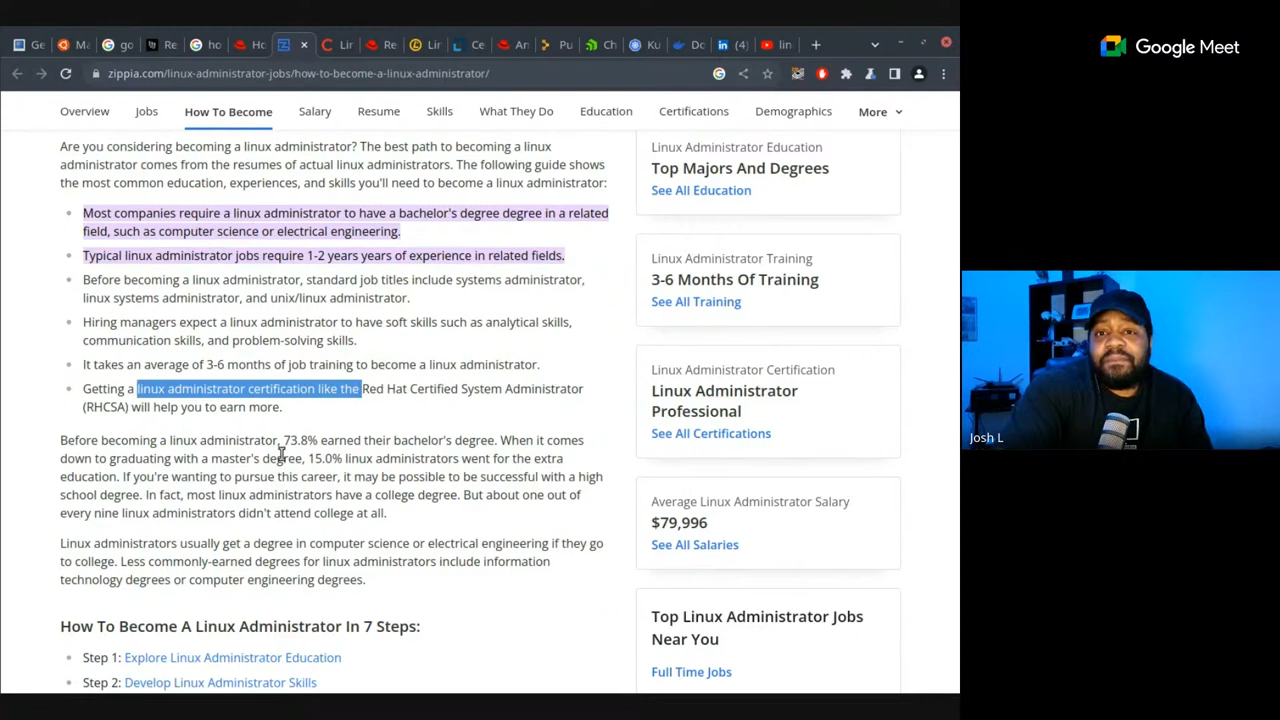 Ge
Ma
go
Re
ho
Ho
Lir
Re
Lir
Ce
An
Pu
Ch
Ku
Do
(4)
lin
zippia.com/linux-administrator-jobs/how-to-become-a-linux-administrator/
Overview
Jobs
How To Become
Salary
Resume
Skills
What They Do
Education
Certifications
Demographics
More
Are you considering becoming a linux administrator? The best path to becoming a linux
administrator comes from the resumes of actual linux administrators. The following guide shows
the most common education, experiences, and skills you'll need to become a linux administrator:
Most companies require a linux administrator to have a bachelor's degree degree in a related
field, such as computer science or electrical engineering.
Typical linux administrator jobs require 1-2 years years of experience in related fields.
Before becoming a linux administrator, standard job titles include systems administrator,
linux systems administrator, and unix/linux administrator.
Hiring managers expect a linux administrator to have soft skills such as analytical skills,
communication skills, and problem-solving skills.
It takes an average of 3-6 months of job training to become a linux administrator.
Getting a linux administrator certification like the Red Hat Certified System Administrator
(RHCSA) will help you to earn more.
Before becoming a linux administrator, 73.8% earned their bachelor's degree. When it comes
down to graduating with a master's degree, 15.0% linux administrators went for the extra
education. If you're wanting to pursue this career, it may be possible to be successful with a high
school degree. In fact, most linux administrators have a college degree. But about one out of
every nine linux administrators didn't attend college at all.
Linux administrators usually get a degree in computer science or electrical engineering if they go
to college. Less commonly-earned degrees for linux administrators include information
technology degrees or computer engineering degrees.
How To Become A Linux Administrator In 7 Steps:
Step 1: Explore Linux Administrator Education
Step 2: Develop Linux Administrator Skills
Linux Administrator Education
Top Majors And Degrees
See All Education
Linux Administrator Training
3-6 Months Of Training
See All Training
Linux Administrator Certification
Linux Administrator
Professional
See All Certifications
Average Linux Administrator Salary
$79,996
See All Salaries
Top Linux Administrator Jobs
Near You
Full Time Jobs
Google Meet
Josh L